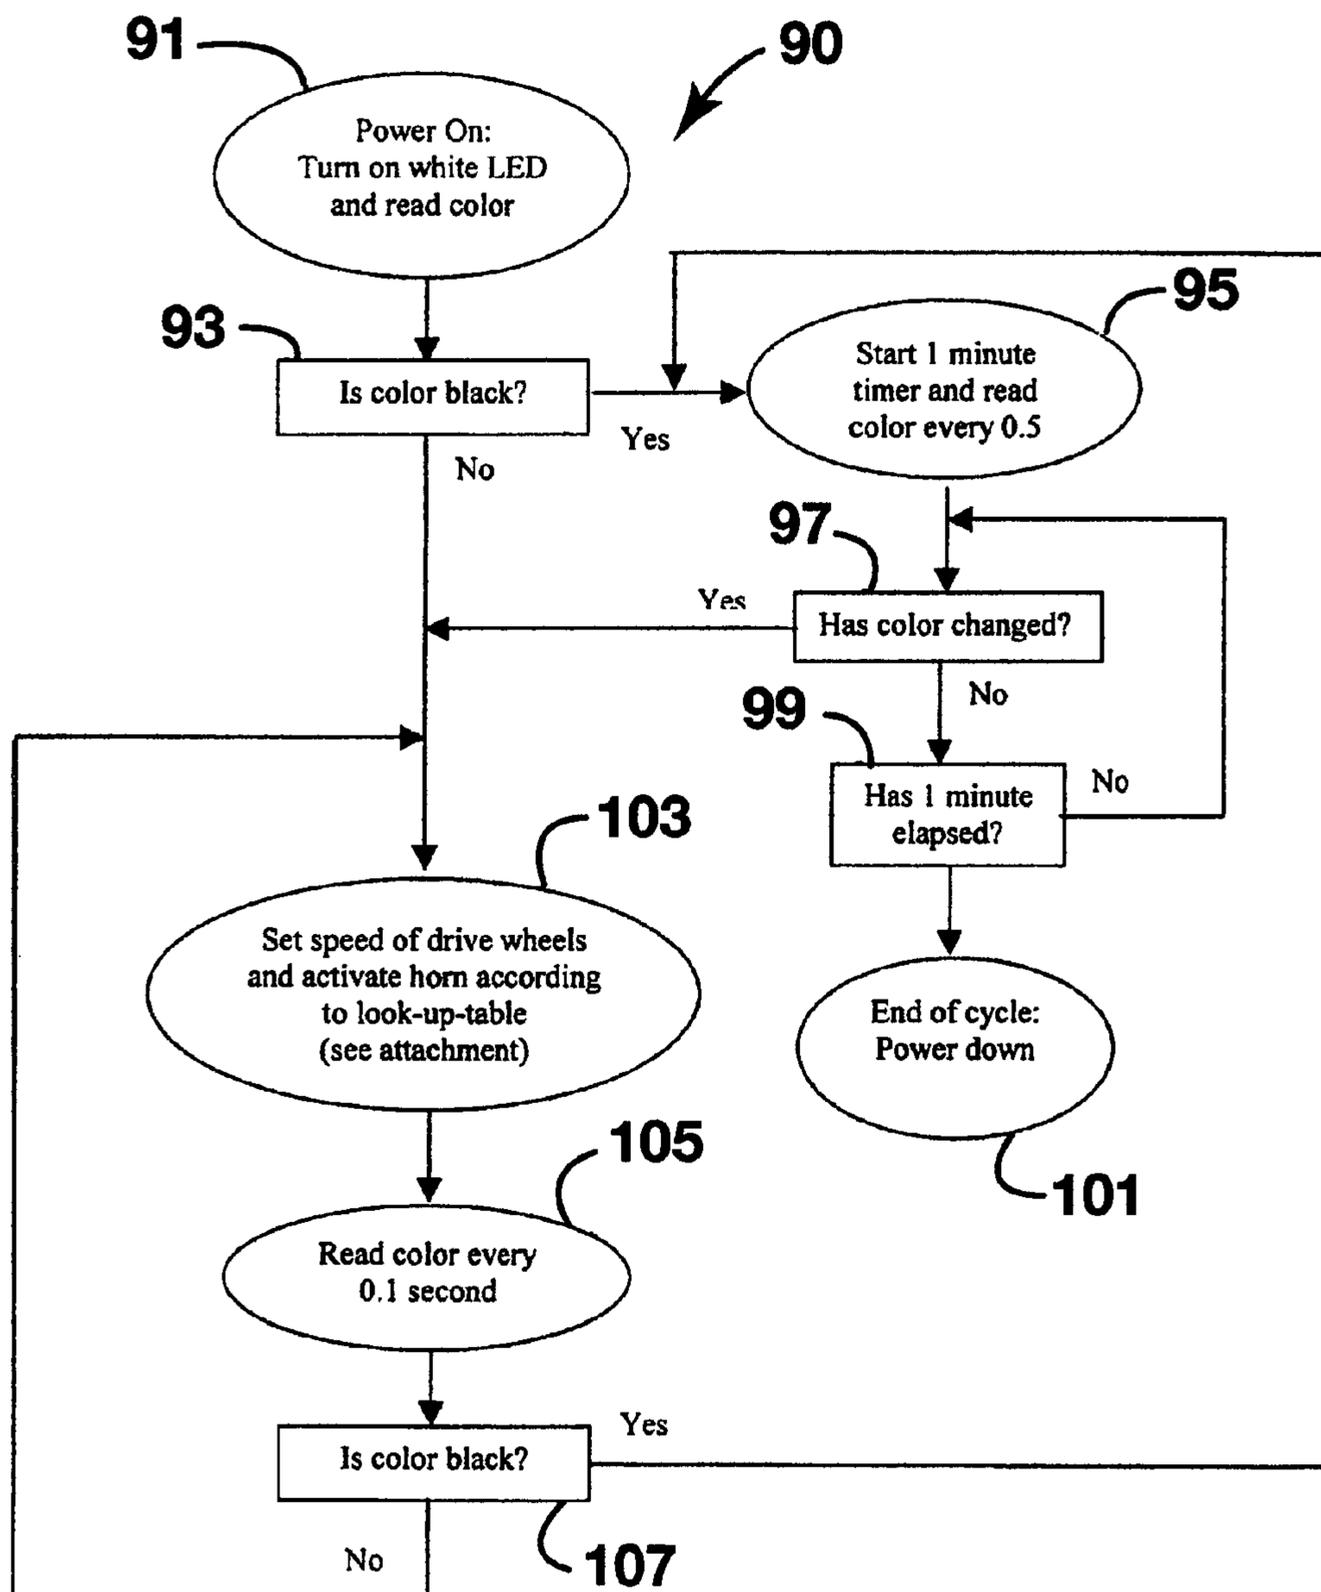 91
90
Power On:
Turn on white LED
and read color
93
95
Is color black?
Yes
No
Start 1 minute
timer and read
color every 0.5
97
Yes
Has color changed?
No
99
Has 1 minute
elapsed?
No
103
Set speed of drive wheels
and activate horn according
to look-up-table
(see attachment)
End of cycle:
Power down
101
105
Read color every
0.1 second
Is color black?
Yes
No
107